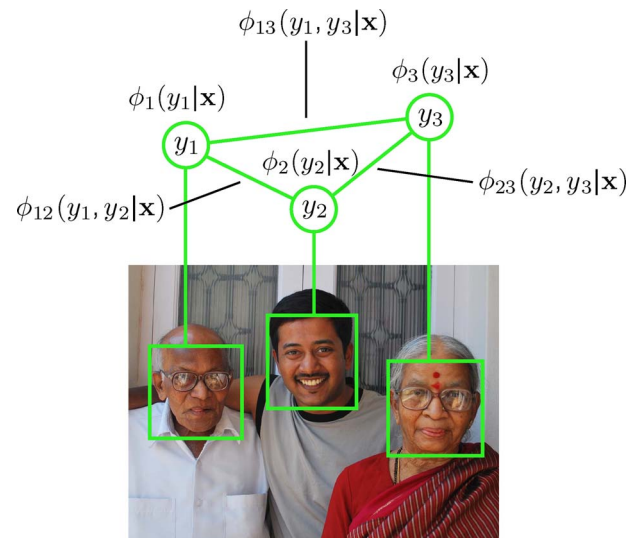 ϕ₁₃(y₁, y₃|𝐱)
ϕ₁(y₁|𝐱)
ϕ₃(y₃|𝐱)
y₁
y₃
ϕ₂(y₂|𝐱)
y₂
ϕ₁₂(y₁, y₂|𝐱)
ϕ₂₃(y₂, y₃|𝐱)